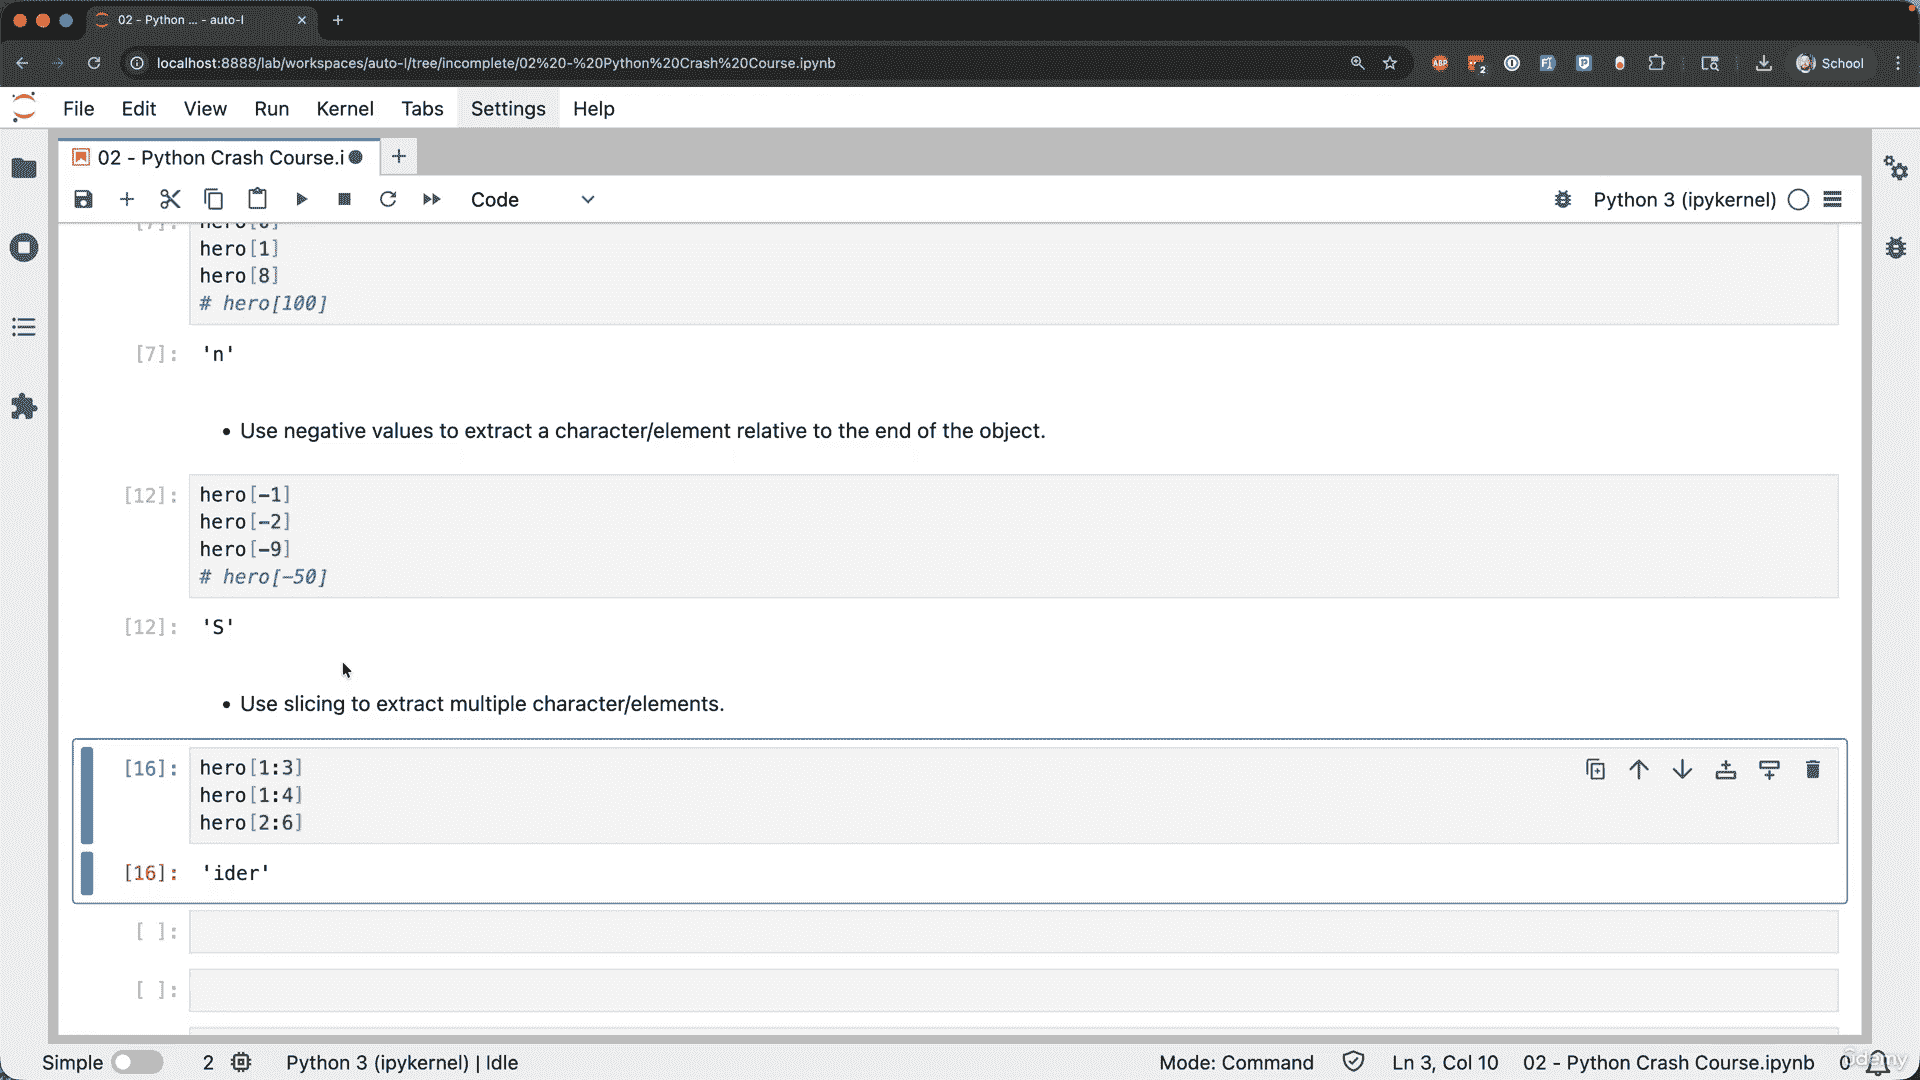 02 - Python ... - auto-l
localhost:8888/lab/workspaces/auto-l/tree/incomplete/02%20-%20Python%20Crash%20Course.ipynb
ABP
2
School
File Edit View Run Kernel Tabs Settings Help
02 - Python Crash Course.i
Code
Python 3 (ipykernel)
hero[1]
hero[8]
# hero[100]
[7]: 'n'
• Use negative values to extract a character/element relative to the end of the object.
[12]: hero[-1]
hero[-2]
hero[-9]
# hero[-50]
[12]: 'S'
• Use slicing to extract multiple character/elements.
[16]: hero[1:3]
hero[1:4]
hero[2:6]
[16]: 'ider'
[ ]:
[ ]:
Simple 2 Python 3 (ipykernel) | Idle Mode: Command Ln 3, Col 10 02 - Python Crash Course.ipynb 0
Udemy